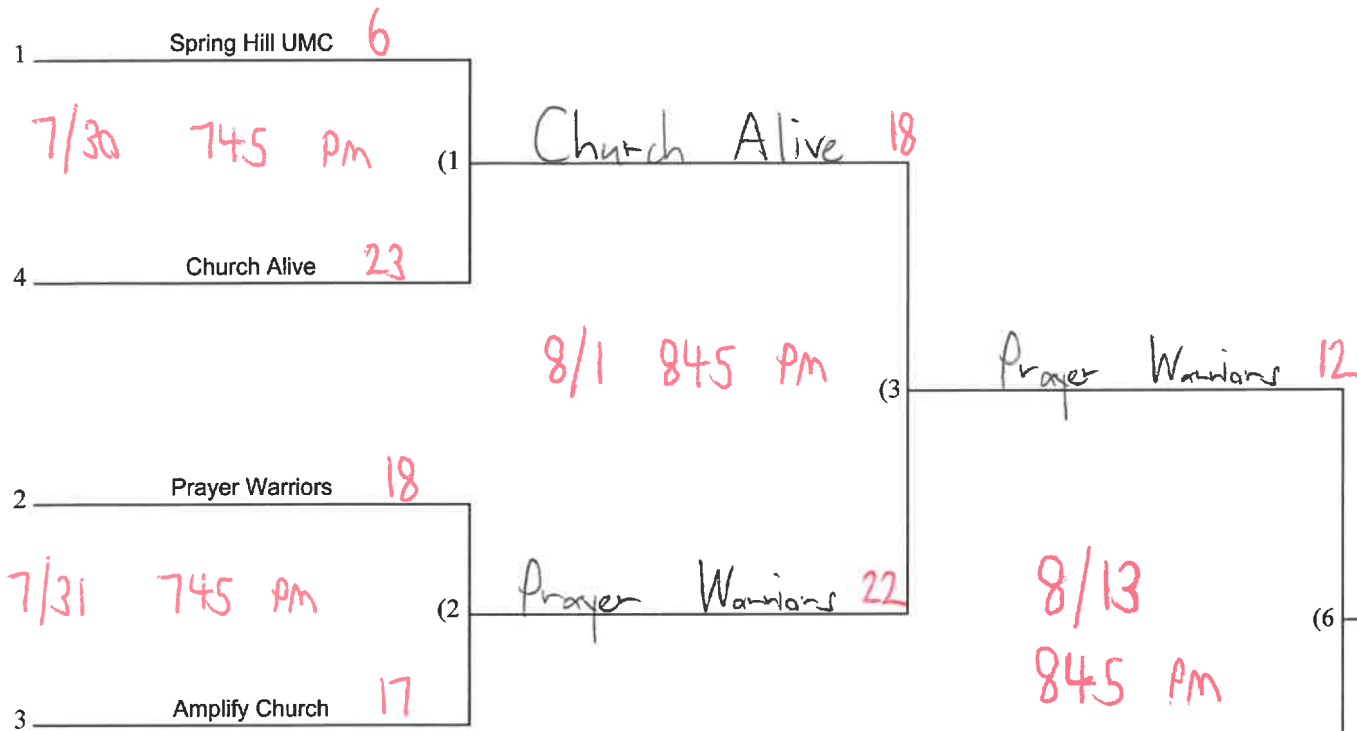 1 Spring Hill UMC 6
7/30 745 PM
(1 Church Alive 18
4 Church Alive 23
8/1 845 PM
(3 Prayer Warriors 12
2 Prayer Warriors 18
7/31 745 PM
(2 Prayer Warriors 22
3 Amplify Church 17
8/13
845 PM
(6